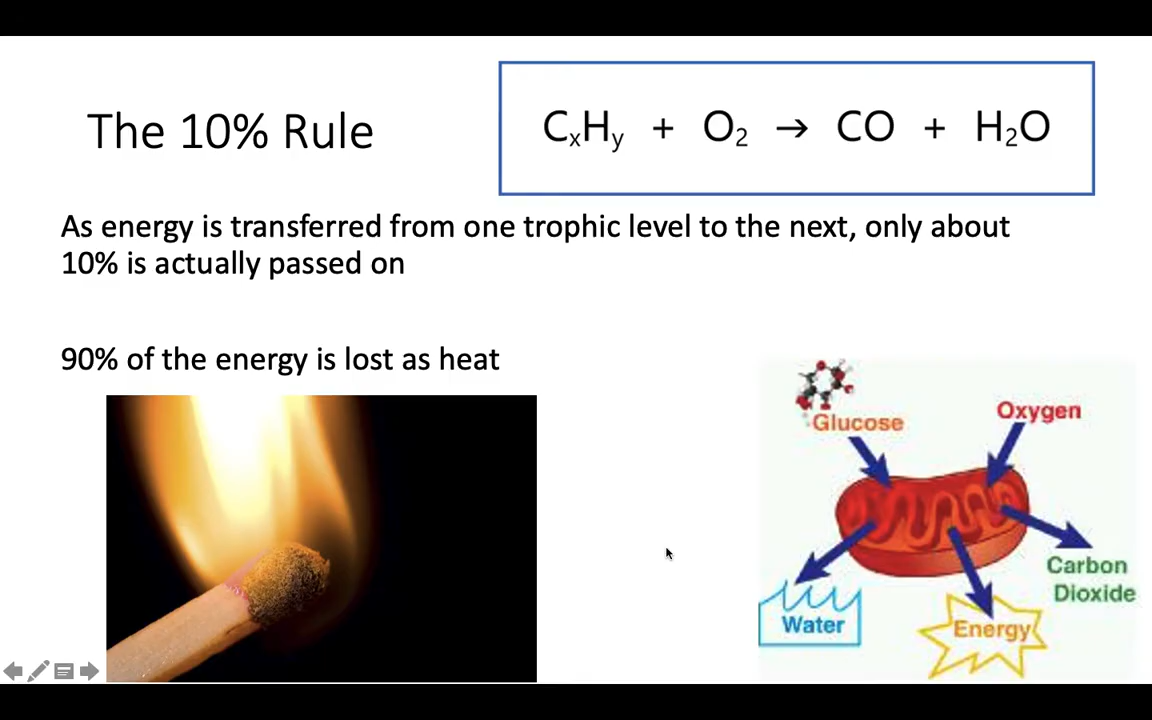 The 10% Rule
CₓHᵧ + O₂ → CO + H₂O
As energy is transferred from one trophic level to the next, only about
10% is actually passed on
90% of the energy is lost as heat
Glucose
Oxygen
Carbon
Dioxide
Water
Energy